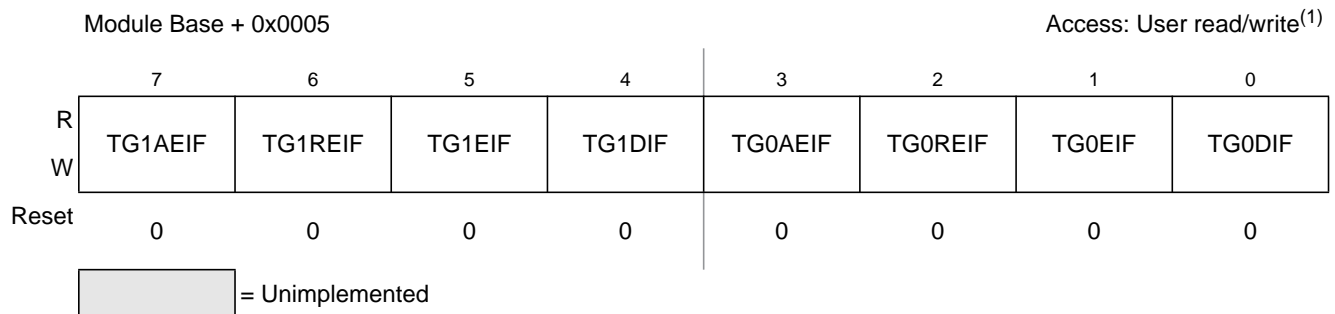 Module Base + 0x0005 Access: User read/write(1)
7 6 5 4 3 2 1 0
R
W
TG1AEIF TG1REIF TG1EIF TG1DIF TG0AEIF TG0REIF TG0EIF TG0DIF
Reset 0 0 0 0 0 0 0 0
= Unimplemented